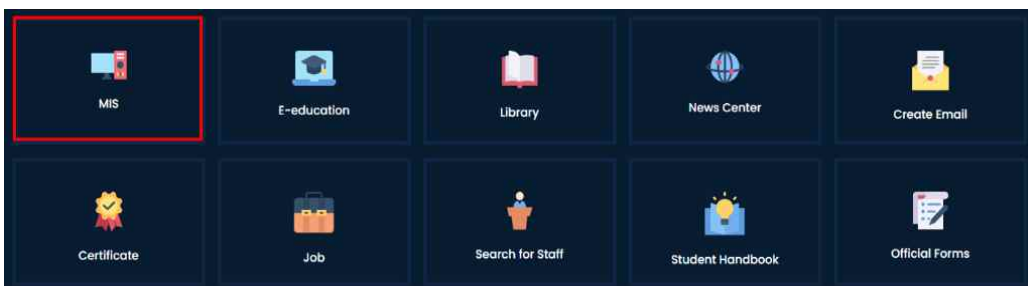 MIS
E-education
Library
News Center
Create Email
Certificate
Job
Search for Staff
Student Handbook
Official Forms